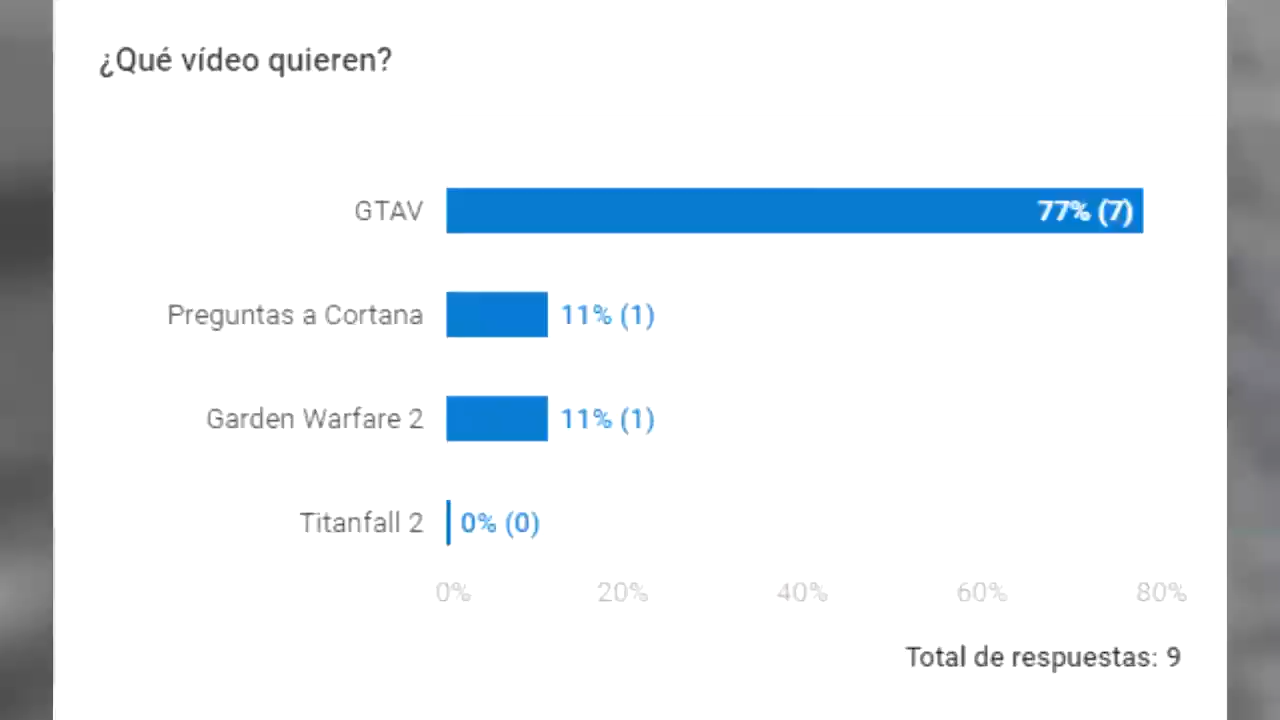 ¿Qué vídeo quieren?
GTAV 77% (7)
Preguntas a Cortana 11% (1)
Garden Warfare 2 11% (1)
Titanfall 2 0% (0)
0% 20% 40% 60% 80%
Total de respuestas: 9